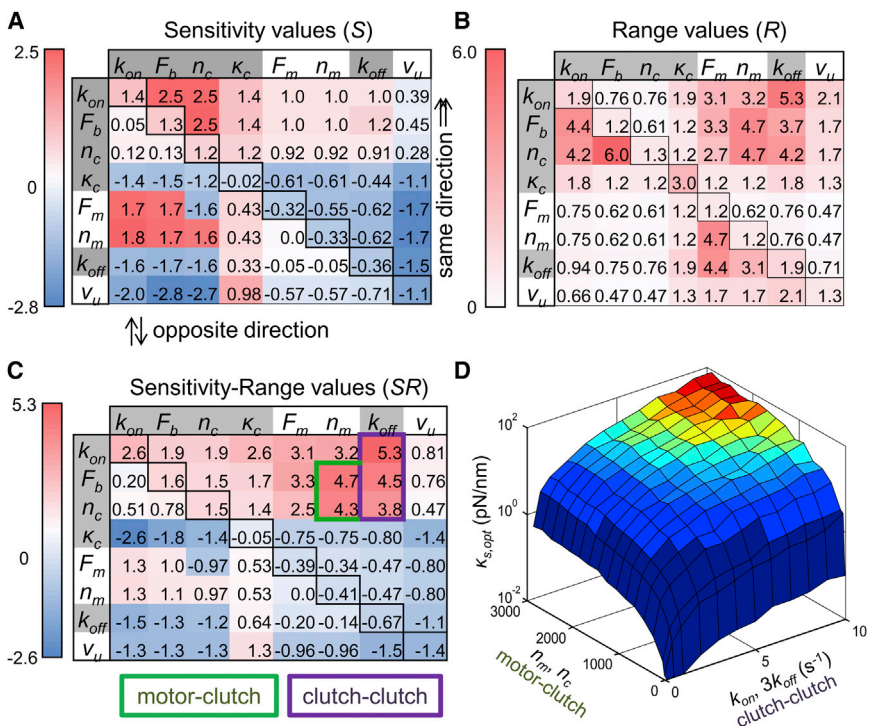 A
Sensitivity values (S)
2.5
0
-2.8
k_on F_b n_c κ_c F_m n_m k_off v_u
k_on 1.4 2.5 2.5 1.4 1.0 1.0 1.0 0.39
F_b 0.05 1.3 2.5 1.4 1.0 1.0 1.2 0.45
n_c 0.12 0.13 1.2 1.2 0.92 0.92 0.91 0.28
κ_c -1.4 -1.5 -1.2 -0.02 -0.61 -0.61 -0.44 -1.1
F_m 1.7 1.7 -1.6 0.43 -0.32 -0.55 -0.62 -1.7
n_m 1.8 1.7 1.6 0.43 0.0 -0.33 -0.62 -1.7
k_off -1.6 -1.7 -1.6 0.33 -0.05 -0.05 -0.36 -1.5
v_u -2.0 -2.8 -2.7 0.98 -0.57 -0.57 -0.71 -1.1
same direction
opposite direction
B
Range values (R)
6.0
0
k_on F_b n_c κ_c F_m n_m k_off v_u
k_on 1.9 0.76 0.76 1.9 3.1 3.2 5.3 2.1
F_b 4.4 1.2 0.61 1.2 3.3 4.7 3.7 1.7
n_c 4.2 6.0 1.3 1.2 2.7 4.7 4.2 1.7
κ_c 1.8 1.2 1.2 3.0 1.2 1.2 1.8 1.3
F_m 0.75 0.62 0.61 1.2 1.2 0.62 0.76 0.47
n_m 0.75 0.62 0.61 1.2 4.7 1.2 0.76 0.47
k_off 0.94 0.75 0.76 1.9 4.4 3.1 1.9 0.71
v_u 0.66 0.47 0.47 1.3 1.7 1.7 2.1 1.3
C
Sensitivity-Range values (SR)
5.3
0
-2.6
k_on F_b n_c κ_c F_m n_m k_off v_u
k_on 2.6 1.9 1.9 2.6 3.1 3.2 5.3 0.81
F_b 0.20 1.6 1.5 1.7 3.3 4.7 4.5 0.76
n_c 0.51 0.78 1.5 1.4 2.5 4.3 3.8 0.47
κ_c -2.6 -1.8 -1.4 -0.05 -0.75 -0.75 -0.80 -1.4
F_m 1.3 1.0 -0.97 0.53 -0.39 -0.34 -0.47 -0.80
n_m 1.3 1.1 0.97 0.53 0.0 -0.41 -0.47 -0.80
k_off -1.5 -1.3 -1.2 0.64 -0.20 -0.14 -0.67 -1.1
v_u -1.3 -1.3 -1.3 1.3 -0.96 -0.96 -1.5 -1.4
motor-clutch
clutch-clutch
D
10²
10⁰
10⁻²
κ_s,opt (pN/nm)
3000
2000
1000
0
n_m, n_c
motor-clutch
0
5
10
k_on, 3k_off (s⁻¹)
clutch-clutch